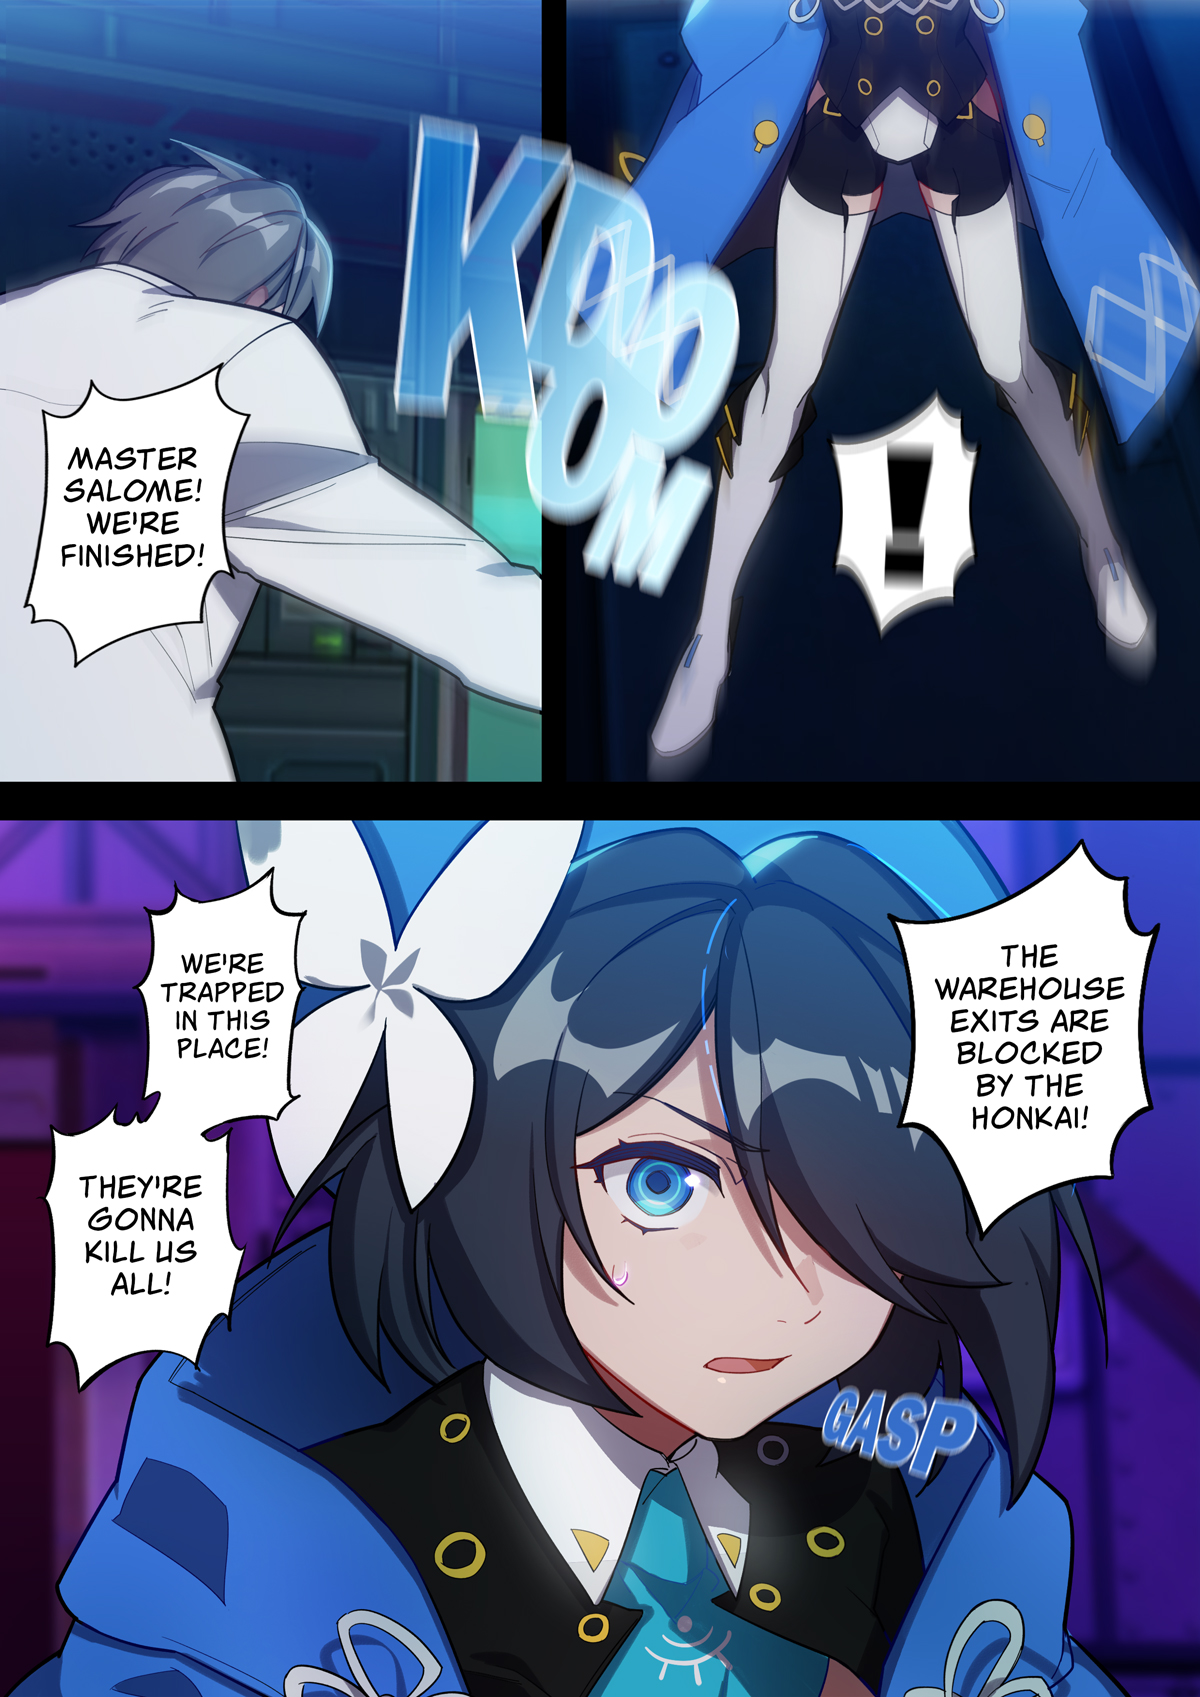 MASTER
SALOME!
WE'RE
FINISHED!
KBOOM
!
WE'RE
TRAPPED
IN THIS
PLACE!
THEY'RE
GONNA
KILL US
ALL!
THE
WAREHOUSE
EXITS ARE
BLOCKED
BY THE
HONKAI!
GASP